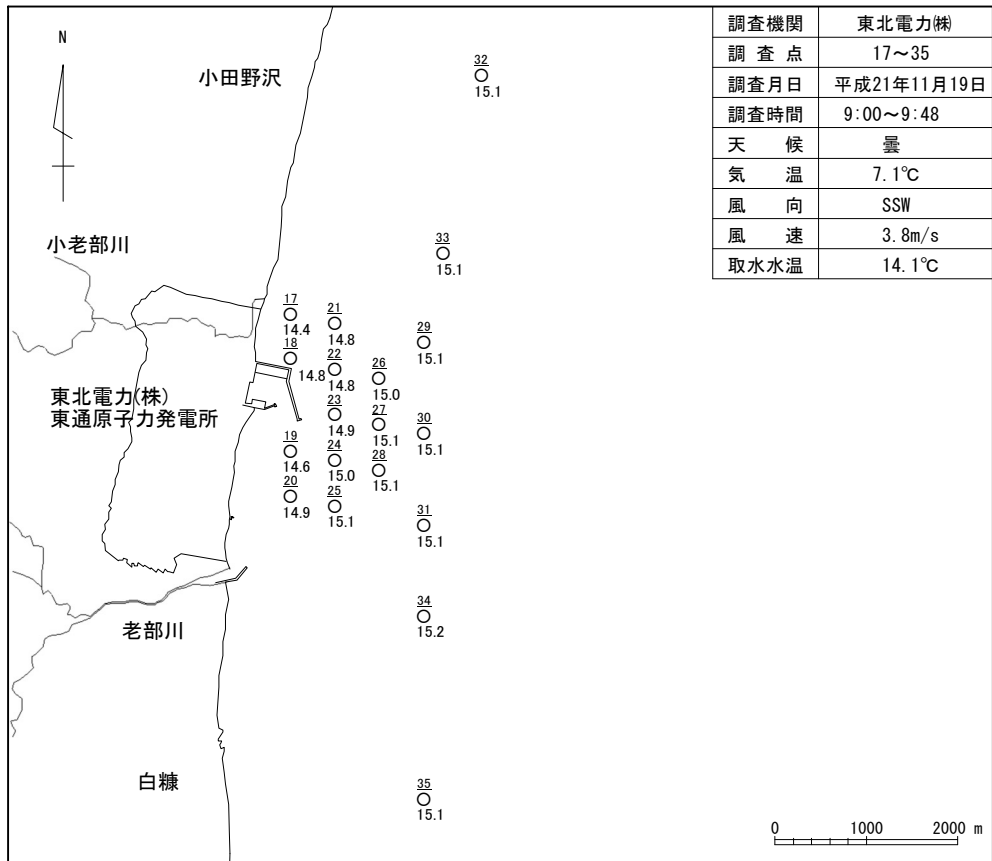 調査機関 東北電力㈱
調査点 17～35
調査月日 平成21年11月19日
調査時間 9:00～9:48
天候 曇
気温 7.1℃
風向 SSW
風速 3.8m/s
取水水温 14.1℃
N
小田野沢
32
15.1
小老部川
33
15.1
17
14.4
21
14.8
29
15.1
18
14.8
22
14.8
26
15.0
東北電力(株)
東通原子力発電所
23
14.9
27
15.1
30
15.1
19
14.6
24
15.0
28
15.1
20
14.9
25
15.1
31
15.1
34
15.2
老部川
白糠
35
15.1
0 1000 2000 m